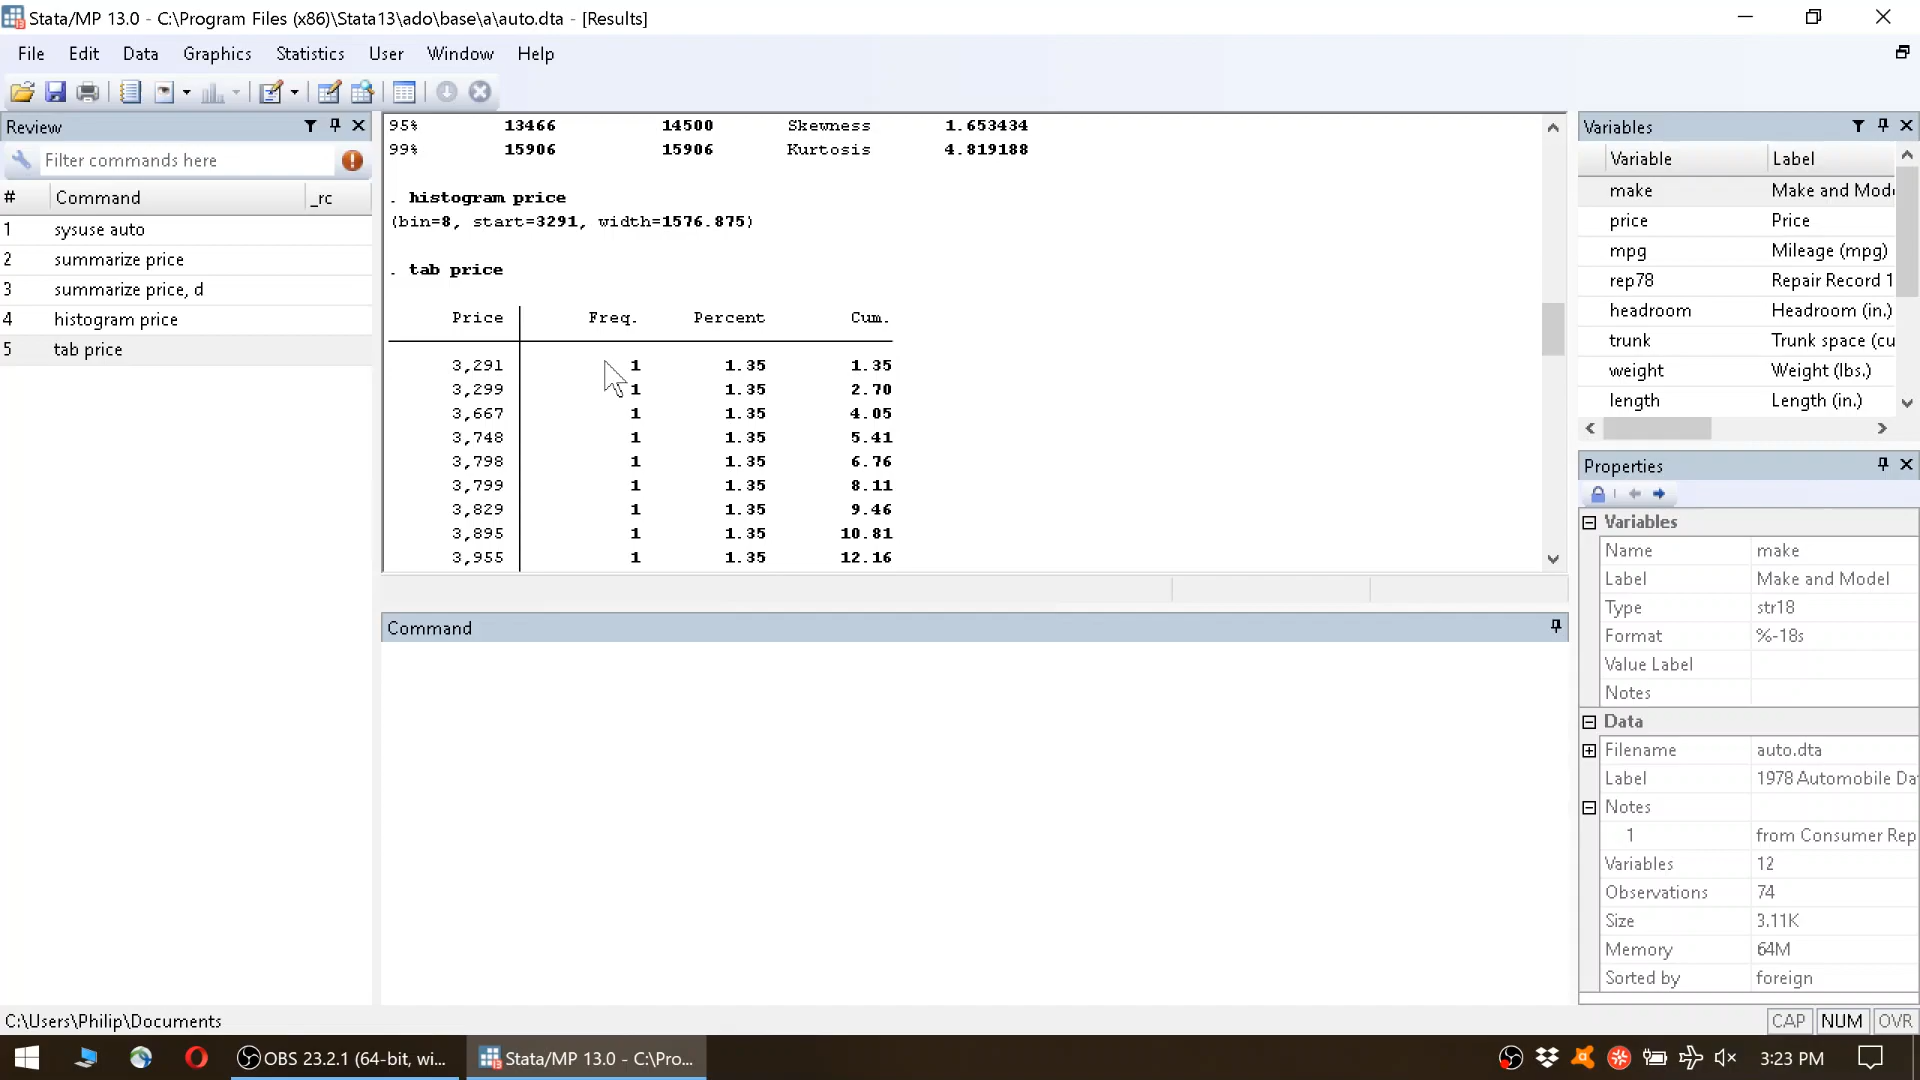 Stata/MP 13.0 - C:\Program Files (x86)\Stata13\ado\base\a\auto.dta - [Results]
File Edit Data Graphics Statistics User Window Help
Review
Filter commands here
# Command _rc
1 sysuse auto
2 summarize price
3 summarize price, d
4 histogram price
5 tab price
95% 13466 14500 Skewness 1.653434
99% 15906 15906 Kurtosis 4.819188
. histogram price
(bin=8, start=3291, width=1576.875)
. tab price
Price Freq. Percent Cum.
3,291 1 1.35 1.35
3,299 1 1.35 2.70
3,667 1 1.35 4.05
3,748 1 1.35 5.41
3,798 1 1.35 6.76
3,799 1 1.35 8.11
3,829 1 1.35 9.46
3,895 1 1.35 10.81
3,955 1 1.35 12.16
Command
Variables
Variable Label
make Make and Mod
price Price
mpg Mileage (mpg)
rep78 Repair Record 1
headroom Headroom (in.)
trunk Trunk space (cu
weight Weight (lbs.)
length Length (in.)
Properties
Variables
Name make
Label Make and Model
Type str18
Format %-18s
Value Label
Notes
Data
Filename auto.dta
Label 1978 Automobile Da
Notes
1 from Consumer Rep
Variables 12
Observations 74
Size 3.11K
Memory 64M
Sorted by foreign
C:\Users\Philip\Documents
CAP NUM OVR
OBS 23.2.1 (64-bit, wi...
Stata/MP 13.0 - C:\Pro...
3:23 PM